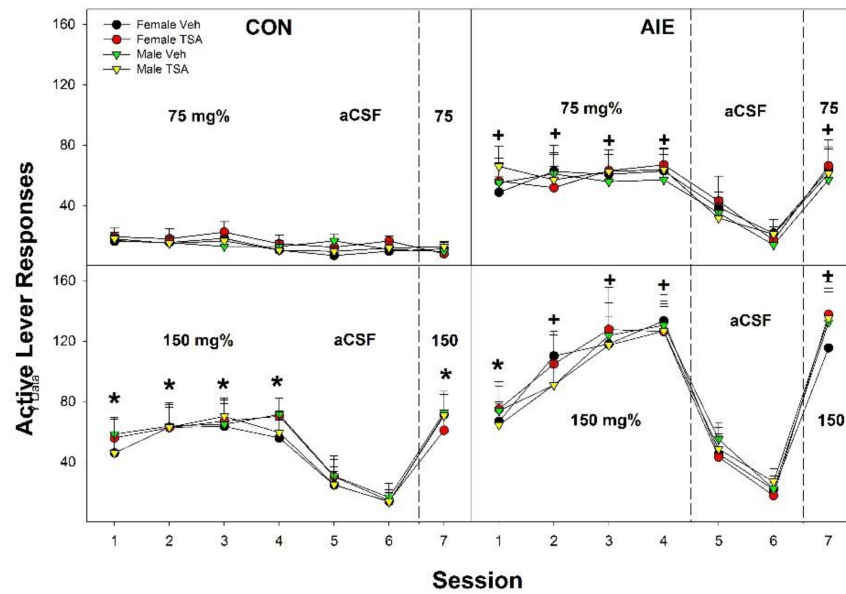 160
120
80
40
Female Veh
Female TSA
Male Veh
Male TSA
CON
75 mg%
aCSF
75
AIE
75 mg%
aCSF
75
+ + + + +
160
120
80
40
150 mg%
aCSF
150
* * * * *
* + + + +
aCSF
150 mg%
150
1 2 3 4 5 6 7
1 2 3 4 5 6 7
Active Lever Responses
Y Data
Session